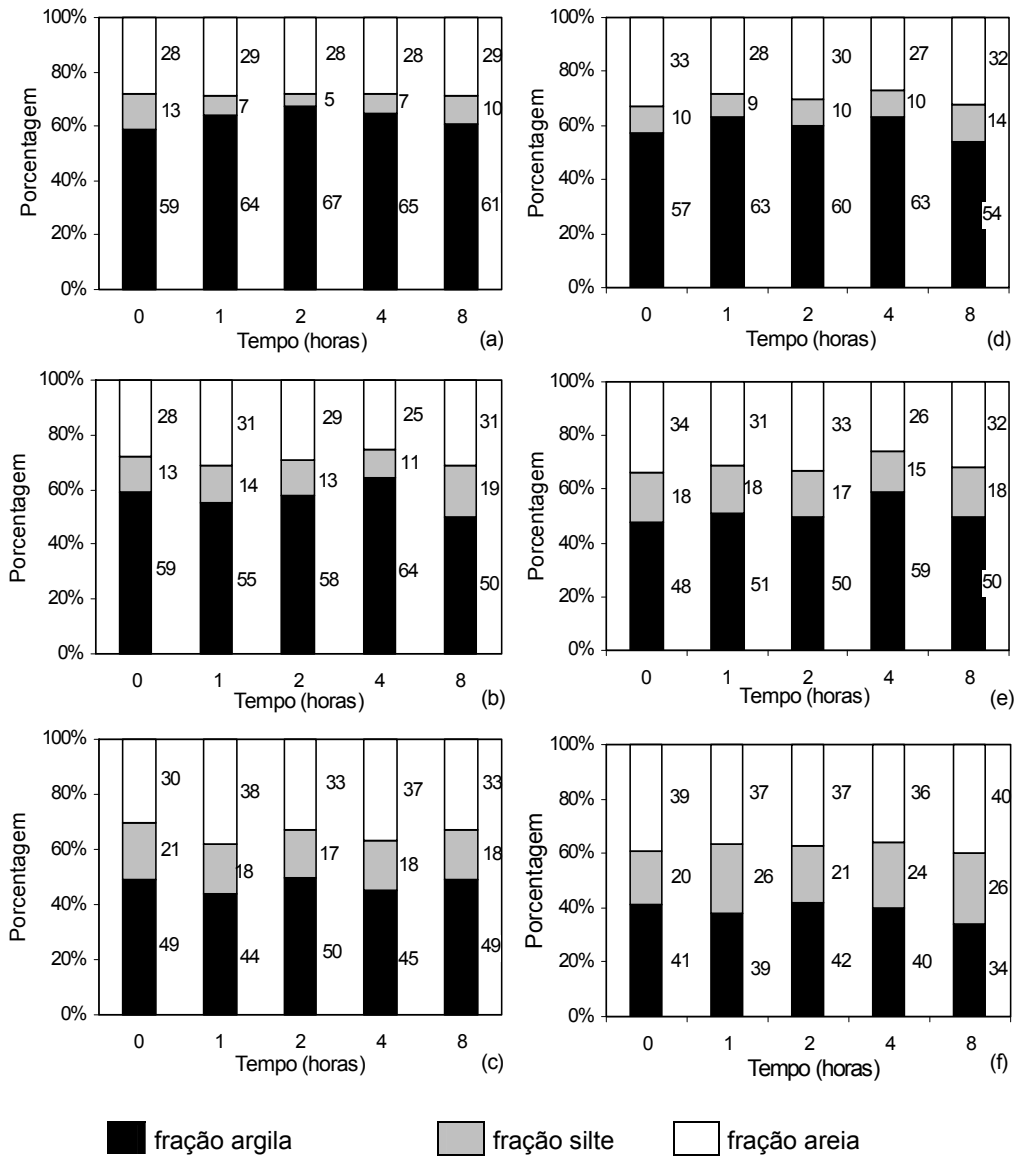 100%
28 29 28 28 29
80%
13 7 5 7 10
60%
Porcentagem
40%
59 64 67 65 61
20%
0%
0 1 2 4 8
Tempo (horas) (a)
100%
33 28 30 27 32
80%
10 9 10 10 14
60%
Porcentagem
40%
57 63 60 63 54
20%
0%
0 1 2 4 8
Tempo (horas) (d)
100%
28 31 29 25 31
80%
13 14 13 11 19
60%
Porcentagem
40%
59 55 58 64 50
20%
0%
0 1 2 4 8
Tempo (horas) (b)
100%
34 31 33 26 32
80%
18 18 17 15 18
60%
Porcentagem
40%
48 51 50 59 50
20%
0%
0 1 2 4 8
Tempo (horas) (e)
100%
30 38 33 37 33
80%
21 18 17 18 18
60%
Porcentagem
40%
49 44 50 45 49
20%
0%
0 1 2 4 8
Tempo (horas) (c)
100%
39 37 37 36 40
80%
20 26 21 24 26
60%
Porcentagem
40%
41 39 42 40 34
20%
0%
0 1 2 4 8
Tempo (horas) (f)
fração argila fração silte fração areia